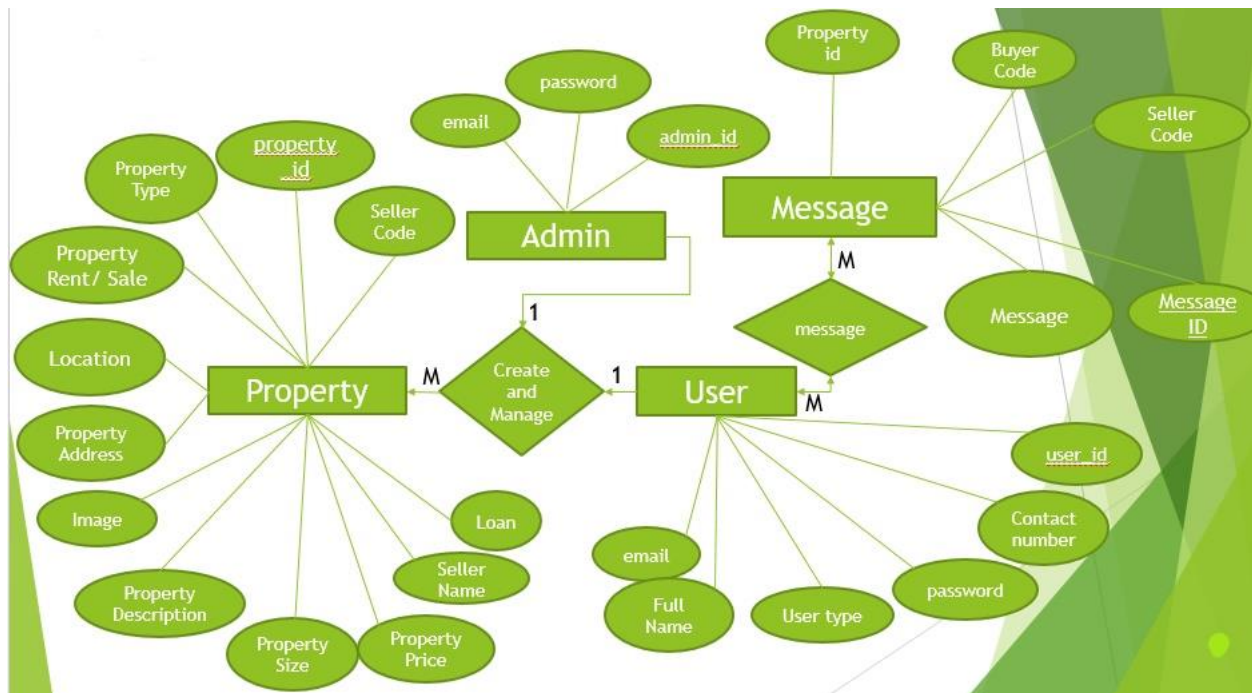 Property
id
Buyer
Code
password
email
admin_id
Seller
Code
property
_id
Property
Type
Seller
Code
Message
Admin
Property
Rent/ Sale
M
Message
Message
ID
1
message
Location
Create
and
Manage
Property
M
1
User
M
Property
Address
user_id
Image
Loan
Contact
number
email
Seller
Name
password
Property
Description
Full
Name
User type
Property
Size
Property
Price